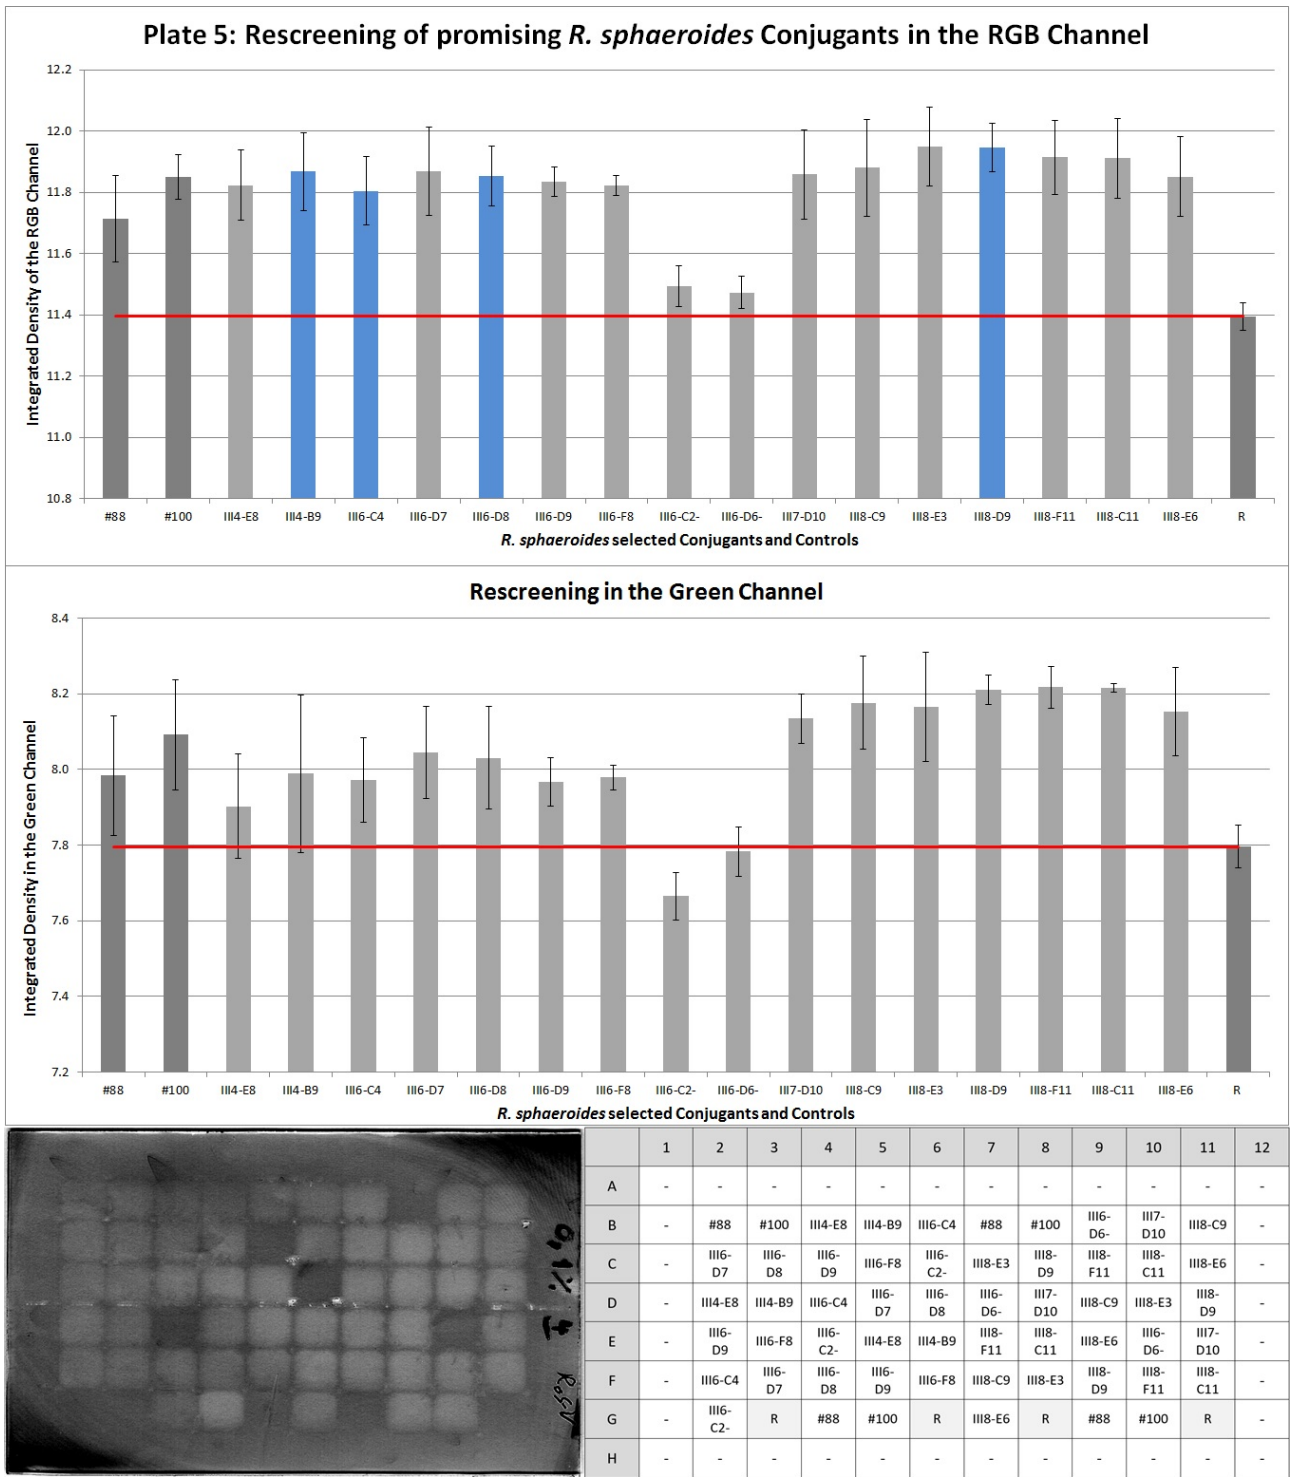 Plate 5: Rescreening of promising R. sphaeroides Conjugants in the RGB Channel
Integrated Density of the RGB Channel
12.2
12.0
11.8
11.6
11.4
11.2
11.0
10.8
#88 #100 III4-E8 III4-B9 III6-C4 III6-D7 III6-D8 III6-D9 III6-F8 III6-C2- III6-D6- III7-D10 III8-C9 III8-E3 III8-D9 III8-F11 III8-C11 III8-E6 R
R. sphaeroides selected Conjugants and Controls
Rescreening in the Green Channel
Integrated Density in the Green Channel
8.4
8.2
8.0
7.8
7.6
7.4
7.2
#88 #100 III4-E8 III4-B9 III6-C4 III6-D7 III6-D8 III6-D9 III6-F8 III6-C2- III6-D6- III7-D10 III8-C9 III8-E3 III8-D9 III8-F11 III8-C11 III8-E6 R
R. sphaeroides selected Conjugants and Controls
0,1%
1 2 3 4 5 6 7 8 9 10 11 12
A - - - - - - - - - - - -
B - #88 #100 III4-E8 III4-B9 III6-C4 #88 #100 III6-D6- III7-D10 III8-C9 -
C - III6-D7 III6-D8 III6-D9 III6-F8 III6-C2- III8-E3 III8-D9 III8-F11 III8-C11 III8-E6 -
D - III4-E8 III4-B9 III6-C4 III6-D7 III6-D8 III6-D6- III7-D10 III8-C9 III8-E3 III8-D9 -
E - III6-D9 III6-F8 III6-C2- III4-E8 III4-B9 III8-F11 III8-C11 III8-E6 III6-D6- III7-D10 -
F - III6-C4 III6-D7 III6-D8 III6-D9 III6-F8 III8-C9 III8-E3 III8-D9 III8-F11 III8-C11 -
G - III6-C2- R #88 #100 R III8-E6 R #88 #100 R -
H - - - - - - - - - - - -